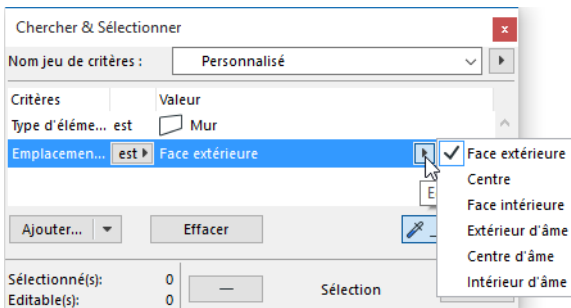 Chercher & Sélectionner
Nom jeu de critères : Personnalisé
Critères Valeur
Type d'éléme... est Mur
Emplacemen... est Face extérieure
Face extérieure
Centre
Face intérieure
Extérieur d'âme
Centre d'âme
Intérieur d'âme
Ajouter... Effacer
Sélectionné(s): 0
Editable(s): 0
Sélection